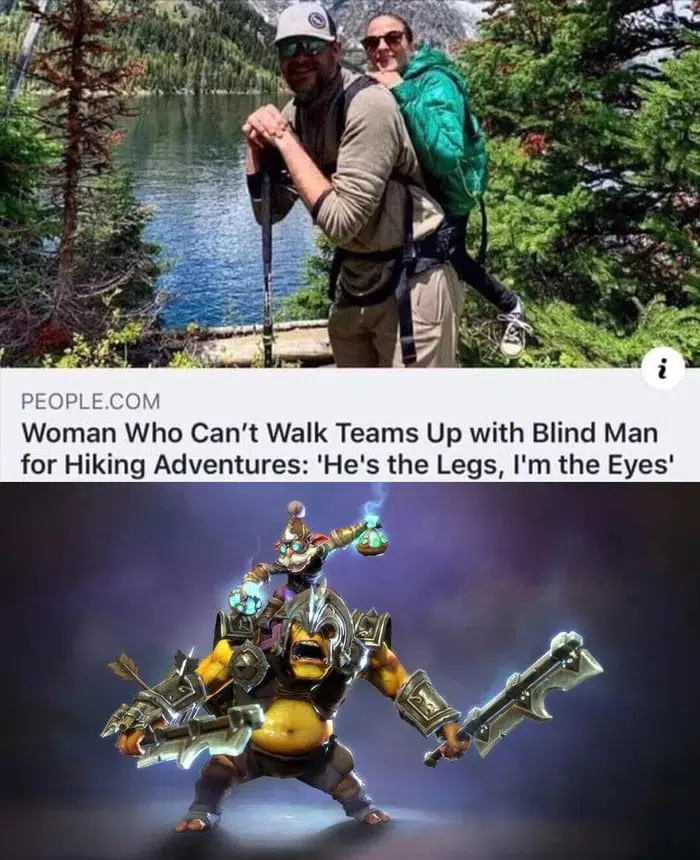 PEOPLE.COM
Woman Who Can't Walk Teams Up with Blind Man
for Hiking Adventures: 'He's the Legs, I'm the Eyes'